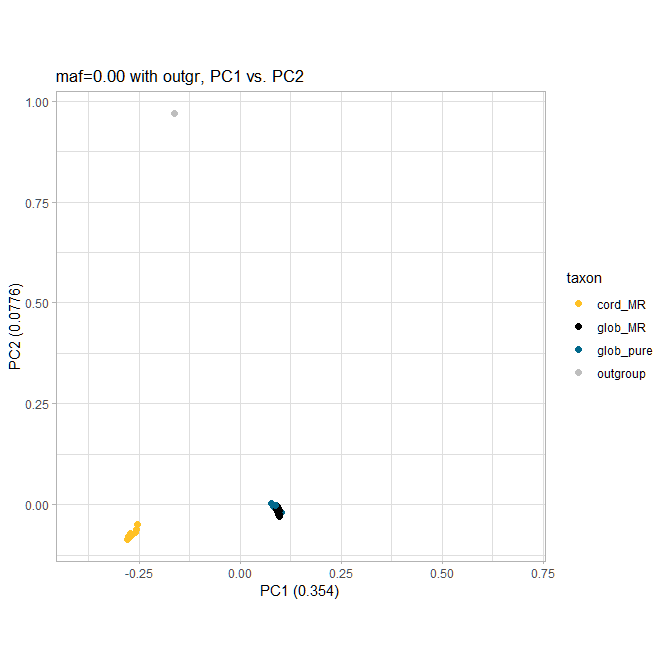 maf=0.00 with outgr, PC1 vs. PC2
1.00
0.75
0.50
0.25
0.00
PC2 (0.0776)
-0.25
0.00
0.25
0.50
0.75
PC1 (0.354)
taxon
cord_MR
glob_MR
glob_pure
outgroup